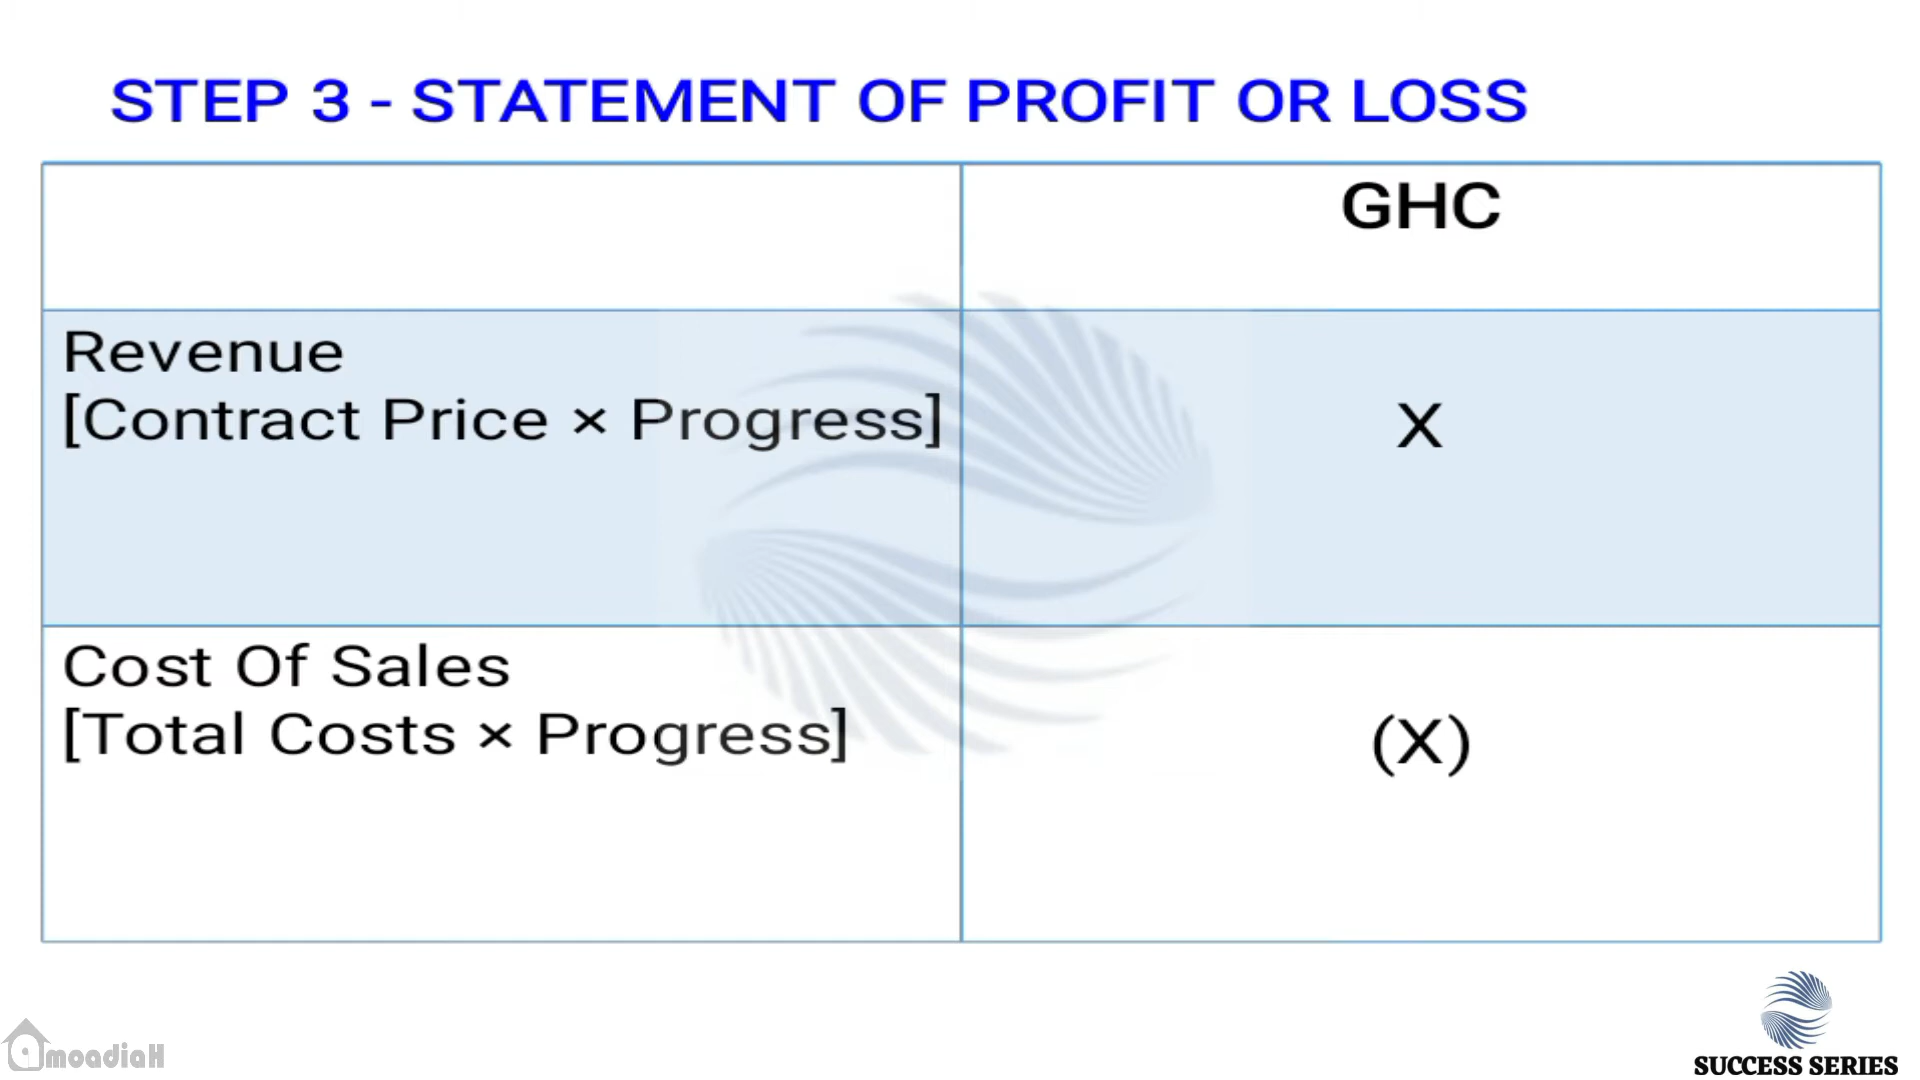 STEP 3 - STATEMENT OF PROFIT OR LOSS
GHC
Revenue
[Contract Price × Progress]
X
Cost Of Sales
[Total Costs × Progress]
(X)
amoadiaH
SUCCESS SERIES